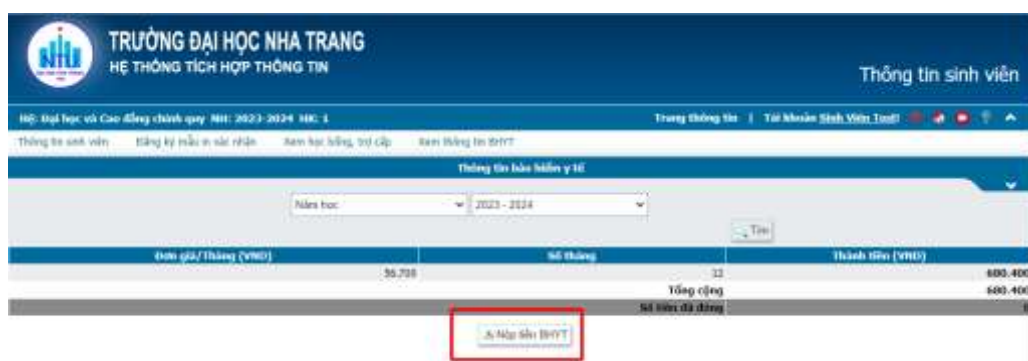 TRƯỜNG ĐẠI HỌC NHA TRANG
HỆ THỐNG TÍCH HỢP THÔNG TIN
NTU
Thông tin sinh viên
Hệ: Đại học và Cao đẳng chính quy NH: 2023-2024 HK: 1
Trang thông tin | Tài khoản Sinh Viên Test!
Thông tin sinh viên Đăng ký mẫu in xác nhận Xem học bổng, trợ cấp Xem thông tin BHYT
Thông tin bảo hiểm y tế
Năm học 2023 - 2024
Tìm
Đơn giá/Tháng (VNĐ) Số tháng Thành tiền (VNĐ)
56.700 12 680.400
Tổng cộng 680.400
Số tiền đã đóng
Nộp tiền BHYT